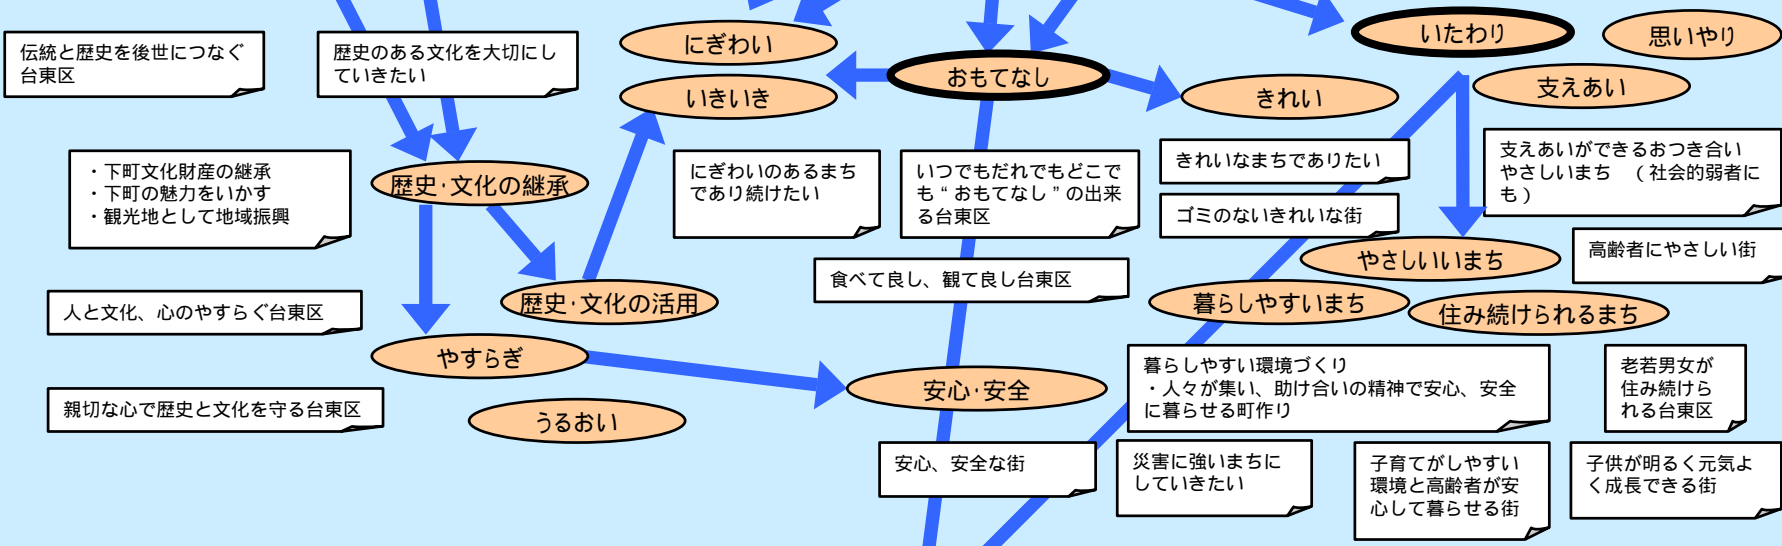 にぎわい
いたわり
思いやり
伝統と歴史を後世につなぐ
台東区
歴史のある文化を大切にし
ていきたい
いきいき
おもてなし
きれい
支えあい
・下町文化財産の継承
・下町の魅力をいかす
・観光地として地域振興
歴史・文化の継承
にぎわいのあるまち
であり続けたい
いつでもだれでもどこで
も“おもてなし”の出来
る台東区
きれいなまちでありたい
ゴミのないきれいな街
支えあいができるおつき合い
やさしいまち （社会的弱者に
も）
やさしいいまち
高齢者にやさしい街
食べて良し、観て良し台東区
人と文化、心のやすらぐ台東区
歴史・文化の活用
暮らしやすいまち
住み続けられるまち
やすらぎ
安心・安全
暮らしやすい環境づくり
・人々が集い、助け合いの精神で安心、安全
に暮らせる町作り
老若男女が
住み続けら
れる台東区
親切な心で歴史と文化を守る台東区
うるおい
安心、安全な街
災害に強いまちに
していきたい
子育てがしやすい
環境と高齢者が安
心して暮らせる街
子供が明るく元気よ
く成長できる街